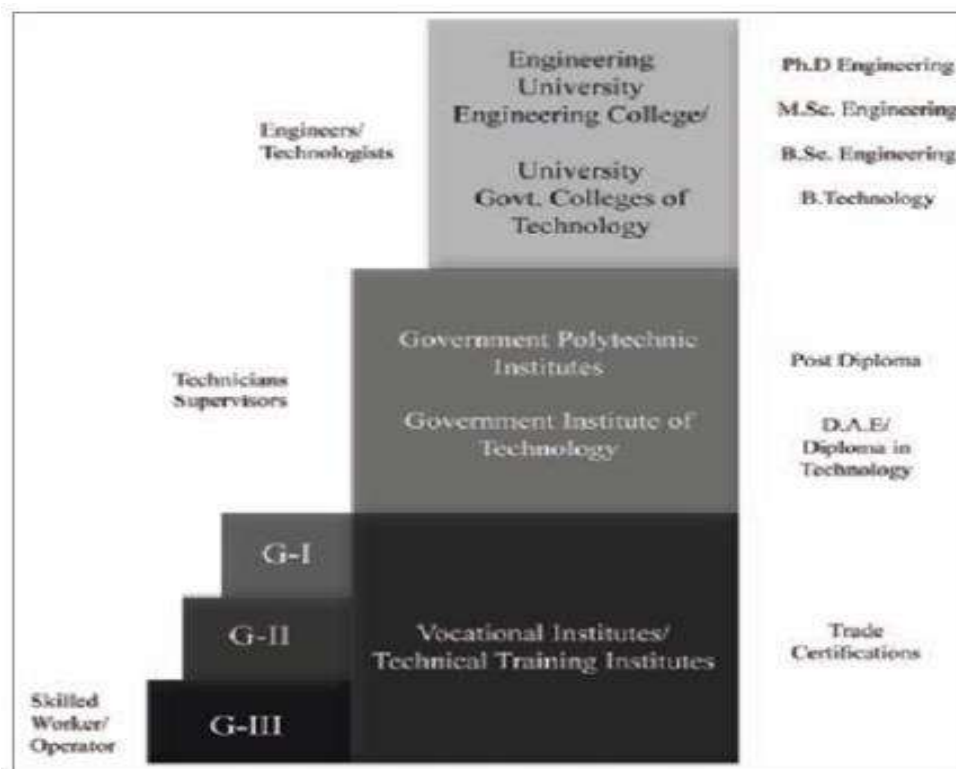 Engineering
University
Engineering College/
University
Govt. Colleges of
Technology
Engineers/
Technologists
Ph.D Engineering
M.Sc. Engineering
B.Sc. Engineering
B.Technology
Government Polytechnic
Institutes
Government Institute of
Technology
Technicians
Supervisors
Post Diploma
D.A.E/
Diploma in
Technology
G-I
G-II
G-III
Vocational Institutes/
Technical Training Institutes
Trade
Certifications
Skilled
Worker/
Operator